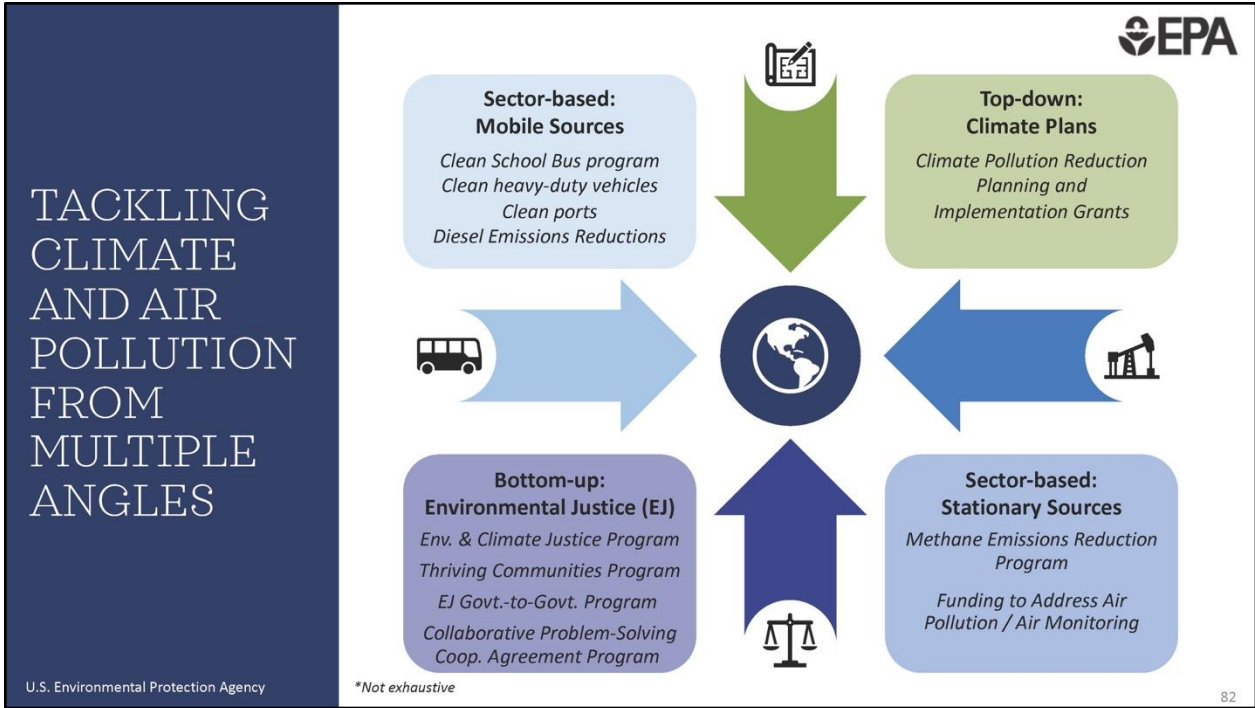 TACKLING
CLIMATE
AND AIR
POLLUTION
FROM
MULTIPLE
ANGLES
U.S. Environmental Protection Agency
EPA
Sector-based:
Mobile Sources
Clean School Bus program
Clean heavy-duty vehicles
Clean ports
Diesel Emissions Reductions
Top-down:
Climate Plans
Climate Pollution Reduction
Planning and
Implementation Grants
Bottom-up:
Environmental Justice (EJ)
Env. & Climate Justice Program
Thriving Communities Program
EJ Govt.-to-Govt. Program
Collaborative Problem-Solving
Coop. Agreement Program
Sector-based:
Stationary Sources
Methane Emissions Reduction
Program
Funding to Address Air
Pollution / Air Monitoring
*Not exhaustive
82